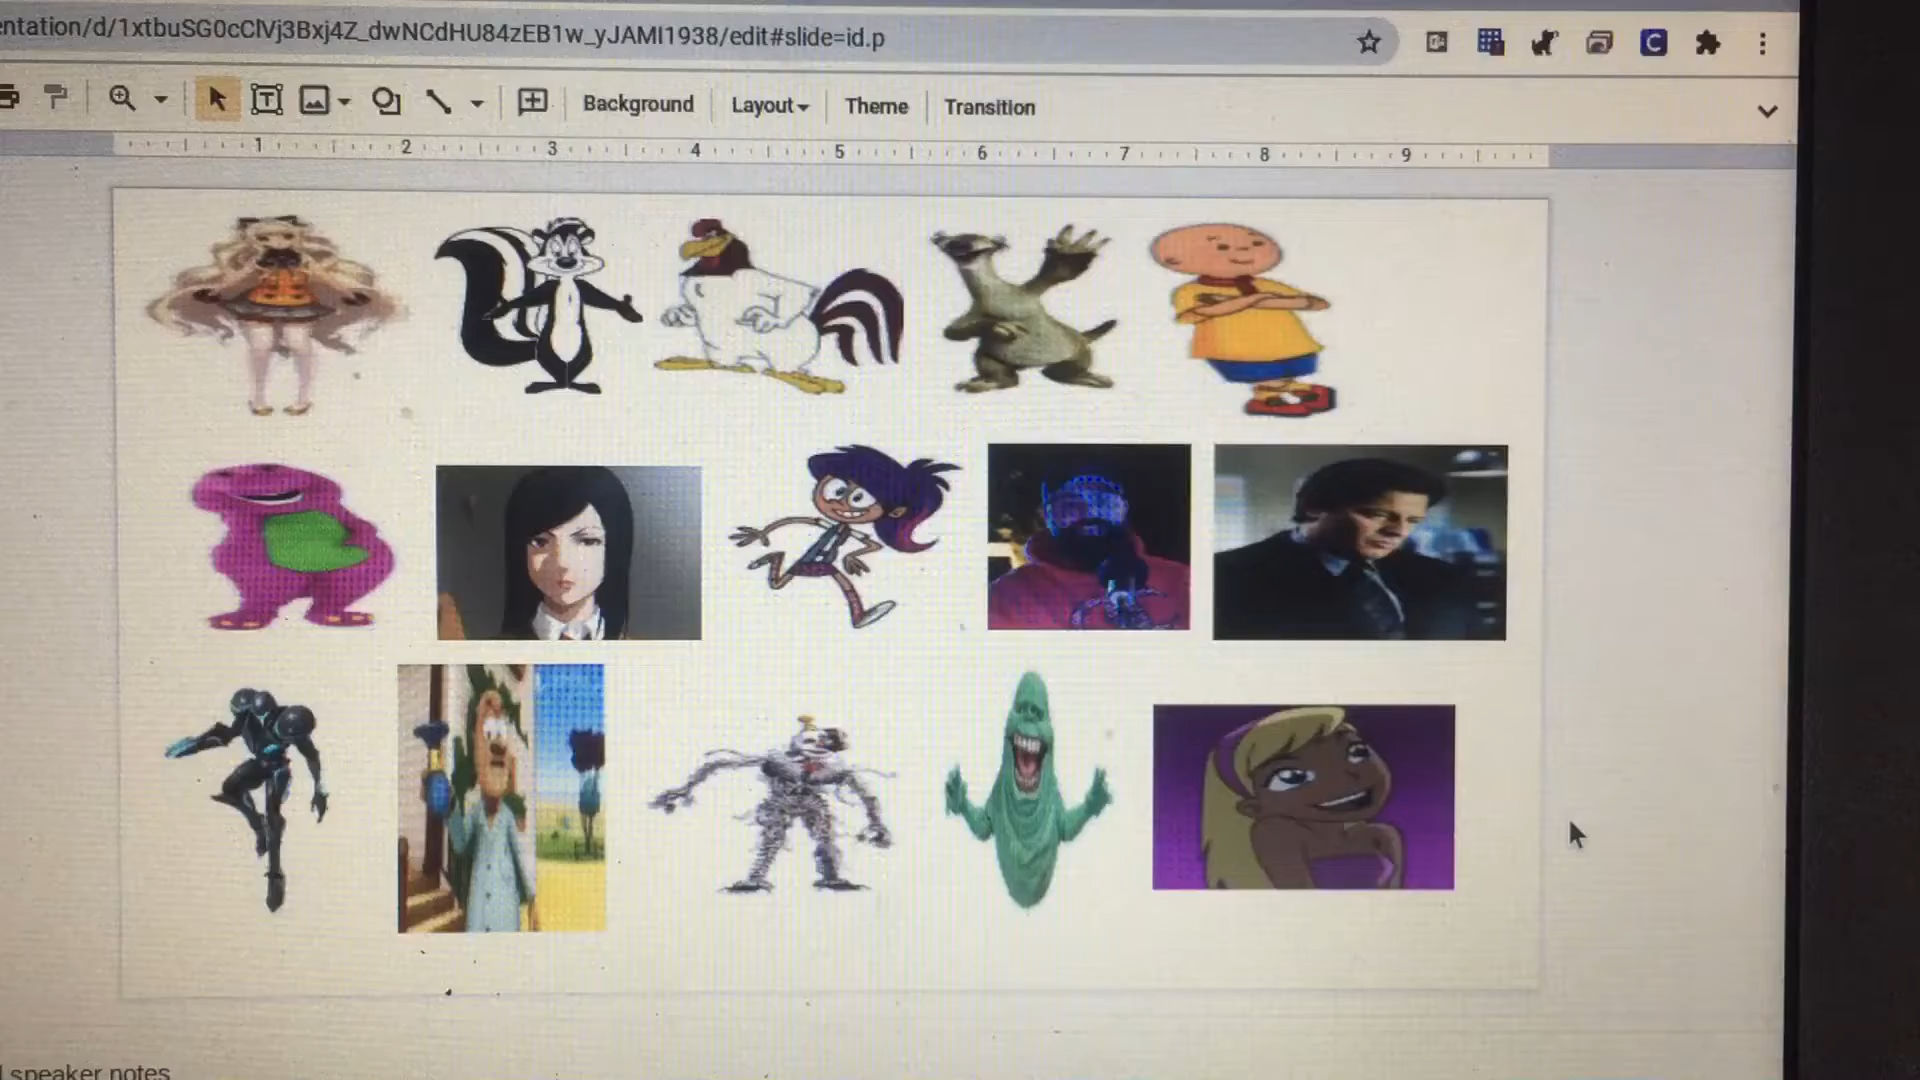 entation/d/1xtbuSG0cClVj3Bxj4Z_dwNCdHU84zEB1w_yJAMI1938/edit#slide=id.p
Background Layout Theme Transition
1 2 3 4 5 6 7 8 9
speaker notes